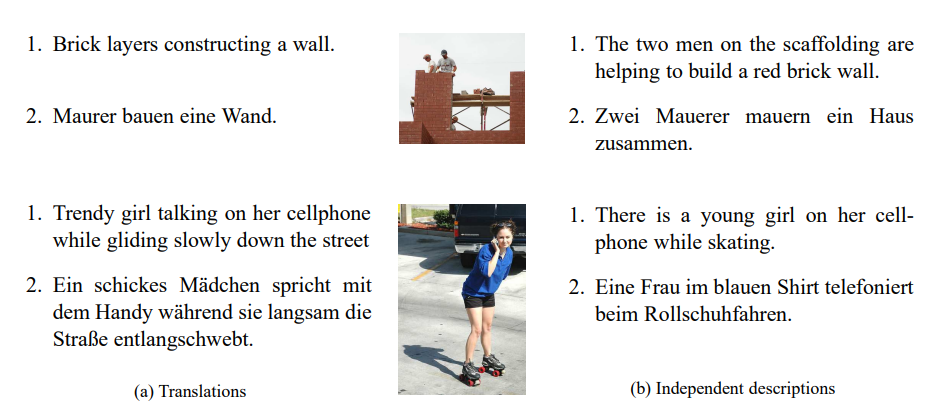 1. Brick layers constructing a wall.
2. Maurer bauen eine Wand.
1. The two men on the scaffolding are
helping to build a red brick wall.
2. Zwei Mauerer mauern ein Haus
zusammen.
1. Trendy girl talking on her cellphone
while gliding slowly down the street
2. Ein schickes Mädchen spricht mit
dem Handy während sie langsam die
Straße entlangschwebt.
1. There is a young girl on her cell-
phone while skating.
2. Eine Frau im blauen Shirt telefoniert
beim Rollschuhfahren.
(a) Translations
(b) Independent descriptions